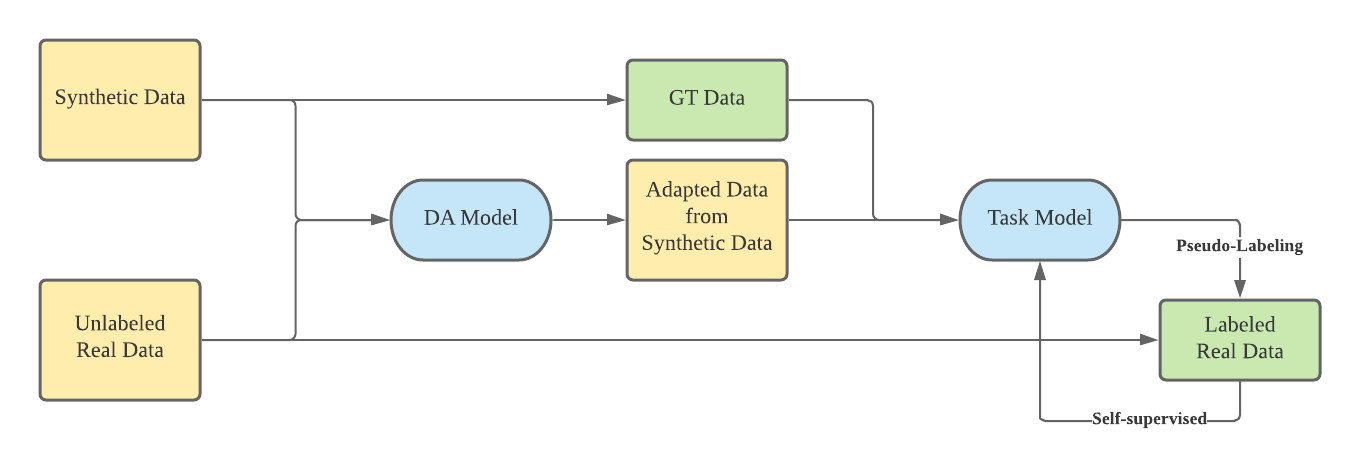 Synthetic Data
GT Data
Adapted Data
from
Synthetic Data
DA Model
Task Model
Pseudo-Labeling
Unlabeled
Real Data
Labeled
Real Data
Self-supervised